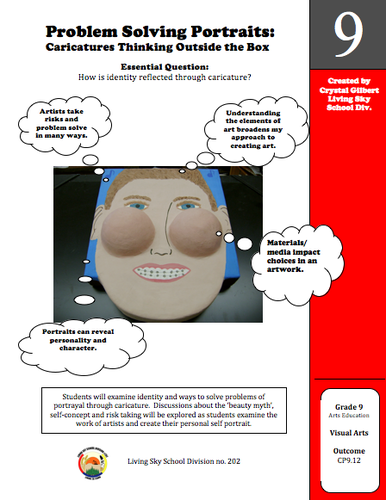 Problem Solving Portraits:
Caricatures Thinking Outside the Box
Essential Question:
How is identity reflected through caricature?
9
Created by
Crystal Gilbert
Living Sky
School Div.
Artists take
risks and
problem solve
in many ways.
Understanding
the elements of
art broadens my
approach to
creating art.
Materials/
media impact
choices in an
artwork.
Portraits can reveal
personality and
character.
Students will examine identity and ways to solve problems of
portrayal through caricature.  Discussions about the 'beauty myth',
self-concept and risk taking will be explored as students examine the
work of artists and create their personal self portrait.
Grade 9
Arts Education
Visual Arts
Outcome
CP9.12
Living Sky School Division no. 202